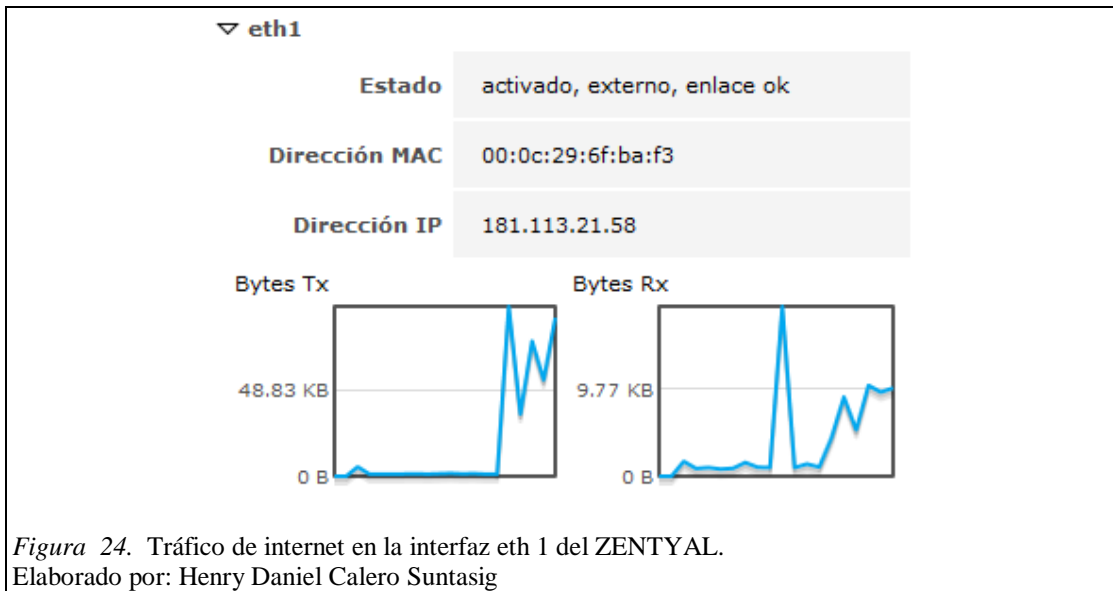 ▽ eth1
Estado activado, externo, enlace ok
Dirección MAC 00:0c:29:6f:ba:f3
Dirección IP 181.113.21.58
Bytes Tx Bytes Rx
48.83 KB 9.77 KB
0 B 0 B
Figura 24. Tráfico de internet en la interfaz eth 1 del ZENTYAL.
Elaborado por: Henry Daniel Calero Suntasig